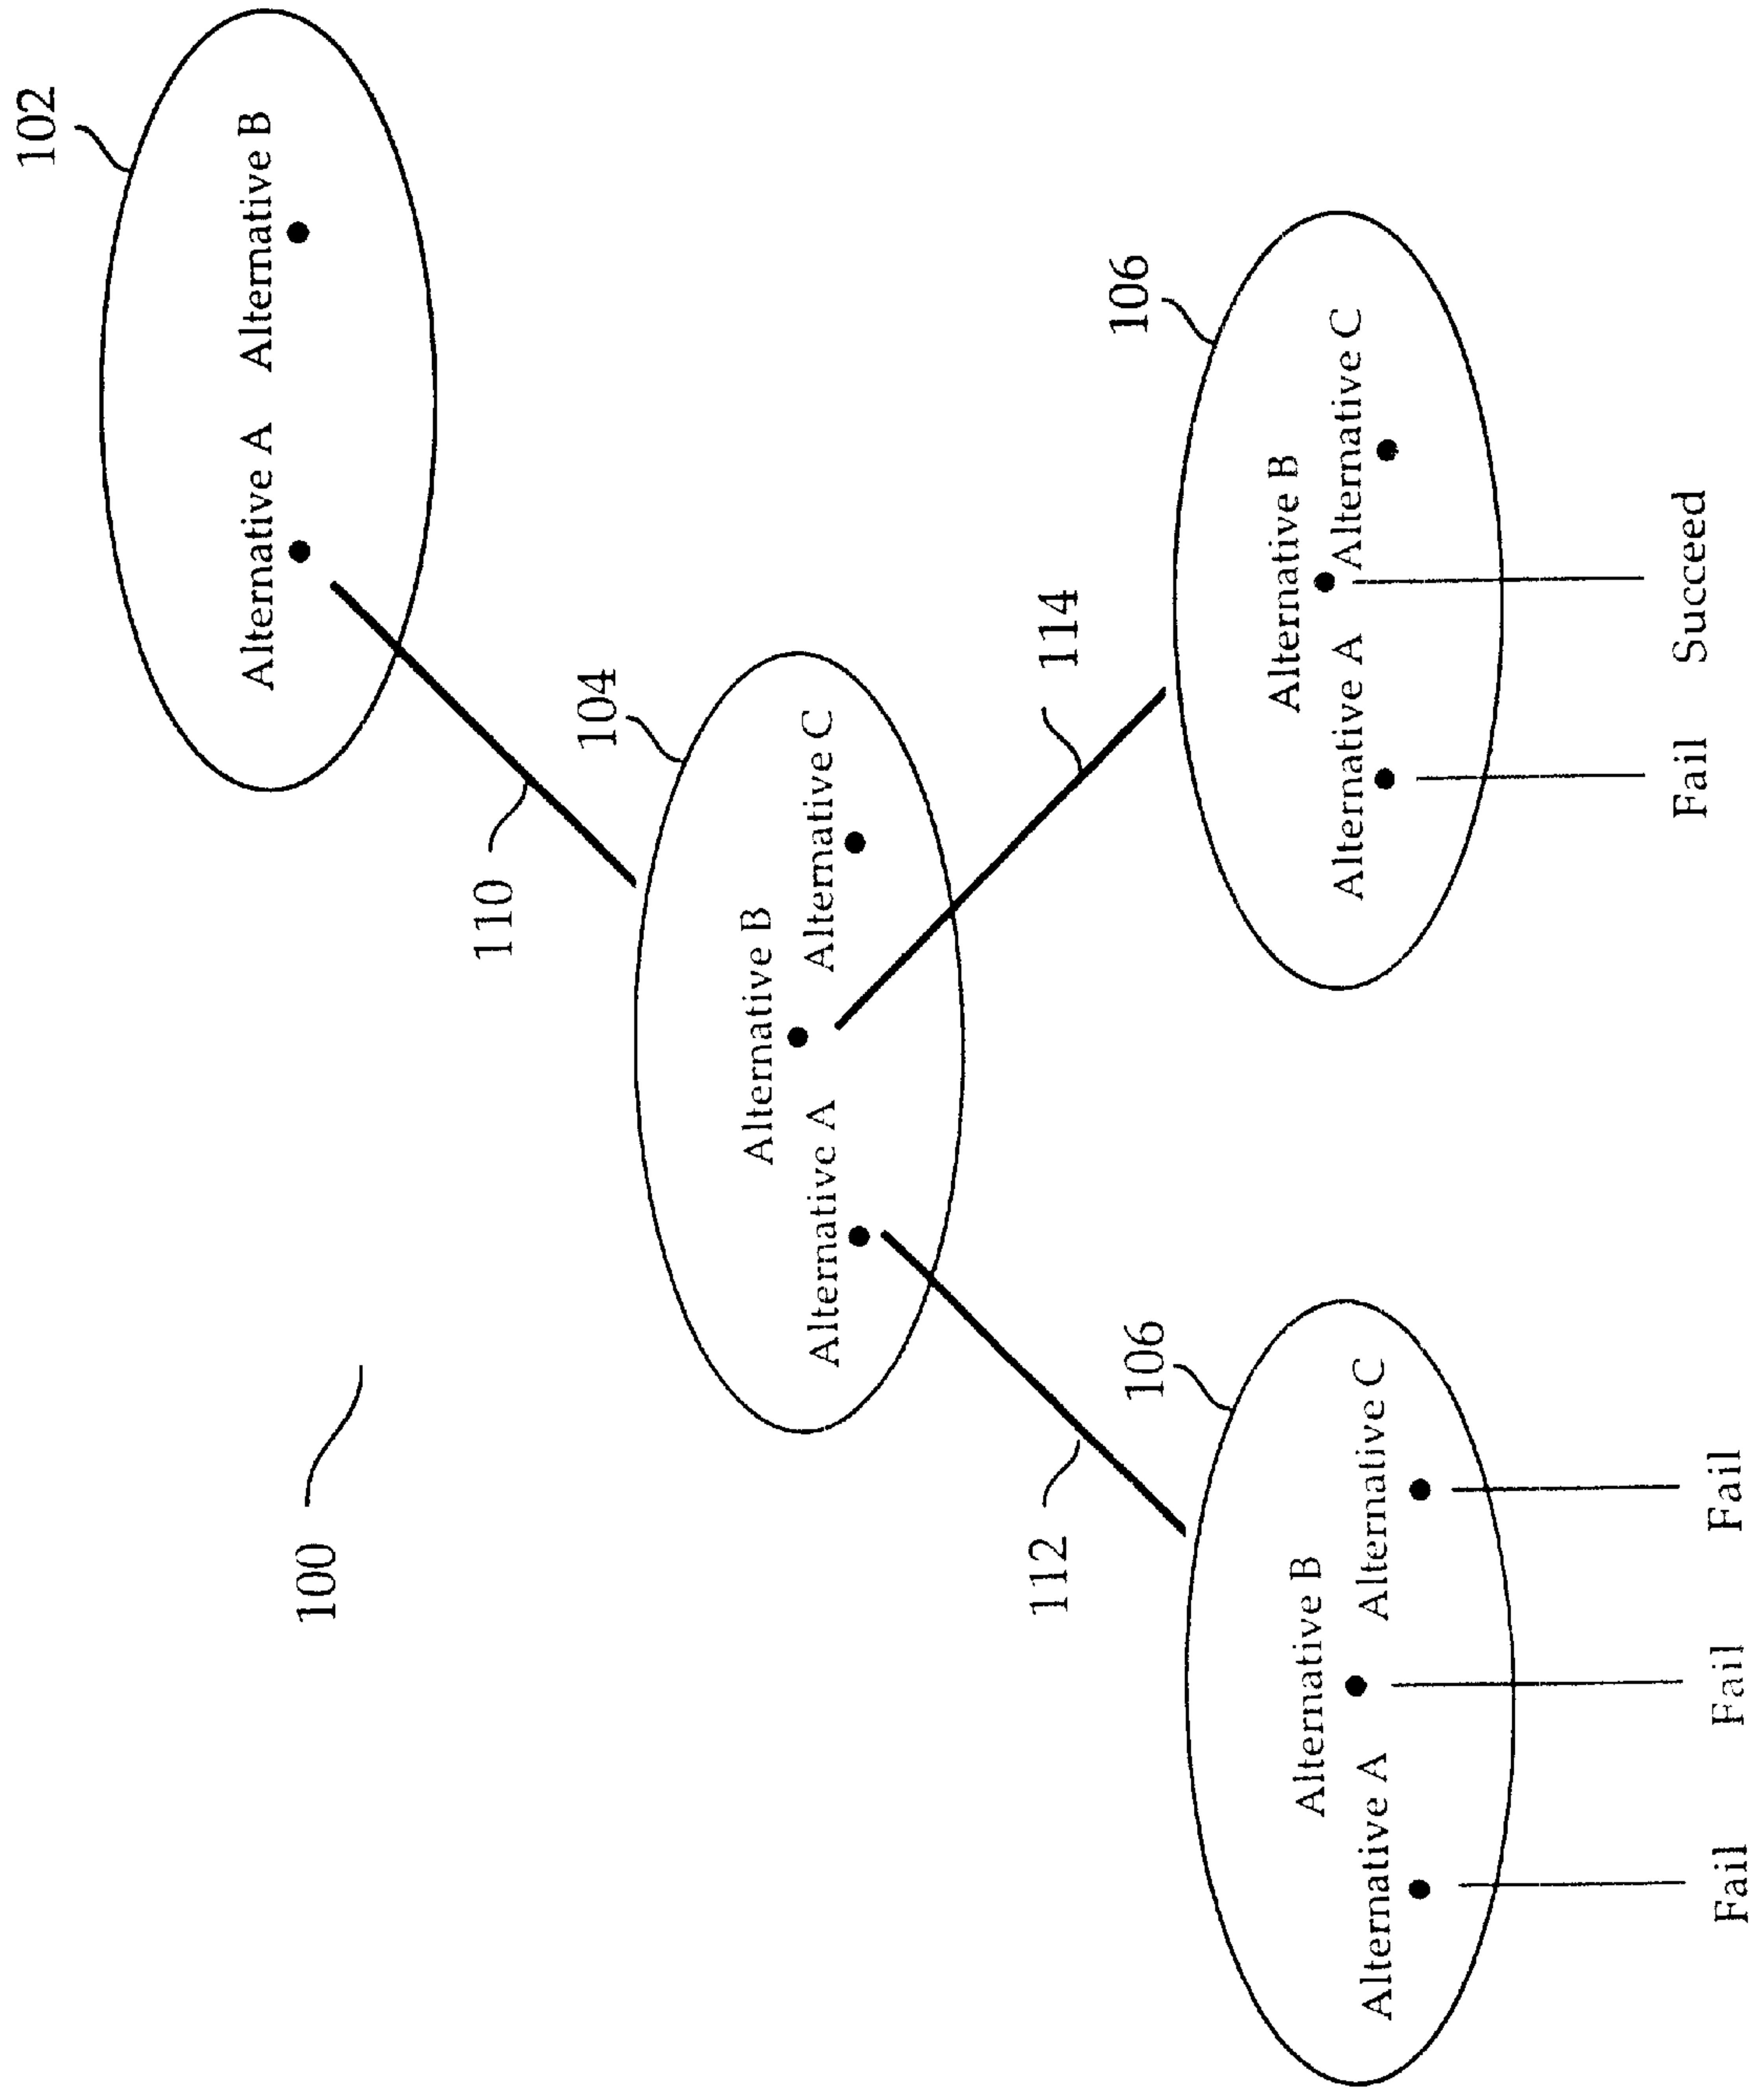 102
Alternative A Alternative B
100
110
104
Alternative B
Alternative A Alternative C
112
114
106
Alternative B
Alternative A Alternative C
Fail Fail Fail
106
Alternative B
Alternative A Alternative C
Fail Succeed